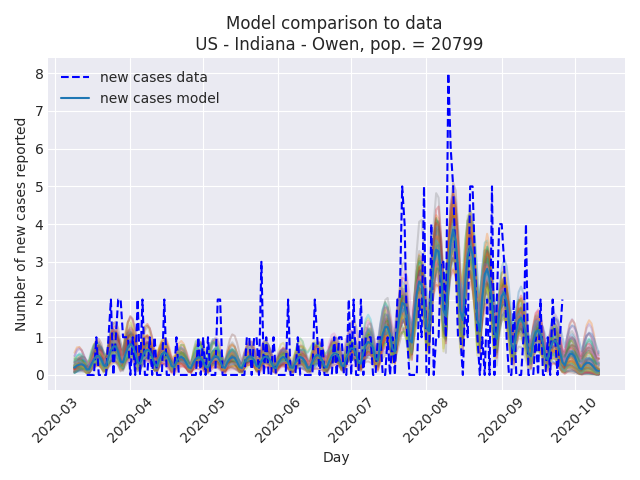 Model comparison to data
US - Indiana - Owen, pop. = 20799
new cases data
new cases model
Number of new cases reported
8
7
6
5
4
3
2
1
0
2020-03
2020-04
2020-05
2020-06
2020-07
2020-08
2020-09
2020-10
Day